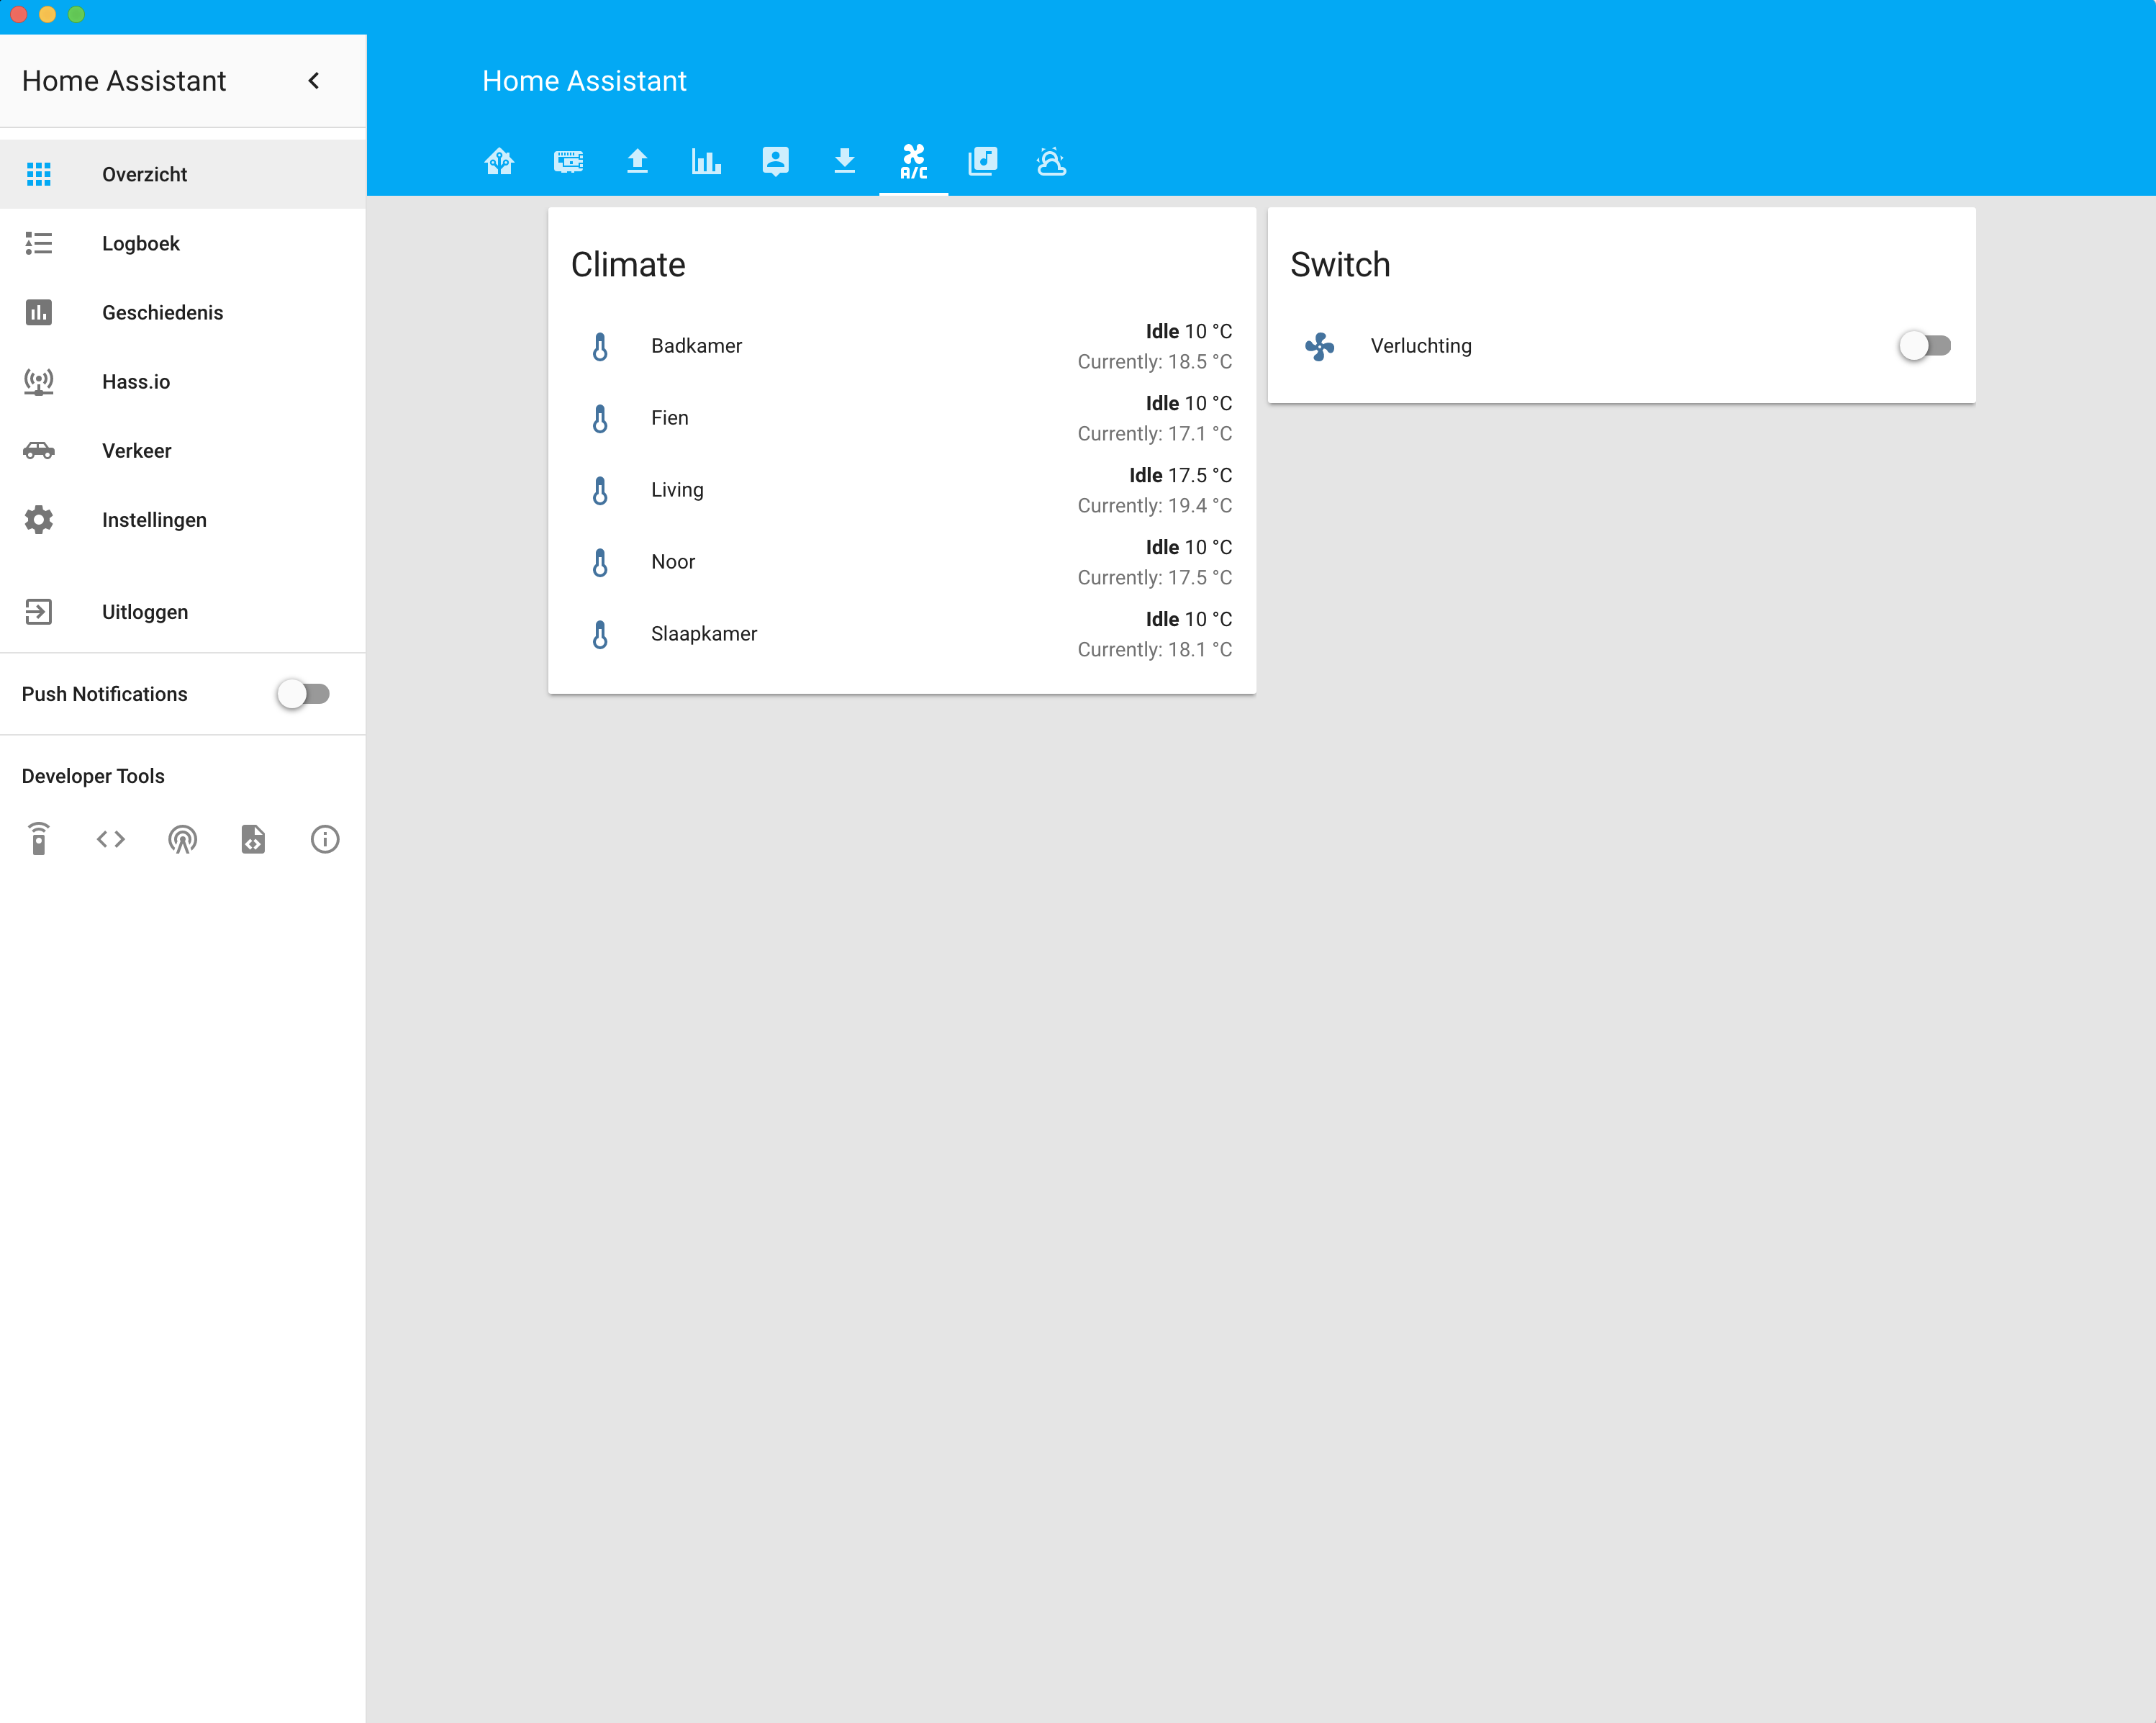 Home Assistant
Overzicht
Logboek
Geschiedenis
Hass.io
Verkeer
Instellingen
Uitloggen
Push Notifications
Developer Tools
Home Assistant
A/C
Climate
Badkamer
Idle 10 °C
Currently: 18.5 °C
Fien
Idle 10 °C
Currently: 17.1 °C
Living
Idle 17.5 °C
Currently: 19.4 °C
Noor
Idle 10 °C
Currently: 17.5 °C
Slaapkamer
Idle 10 °C
Currently: 18.1 °C
Switch
Verluchting